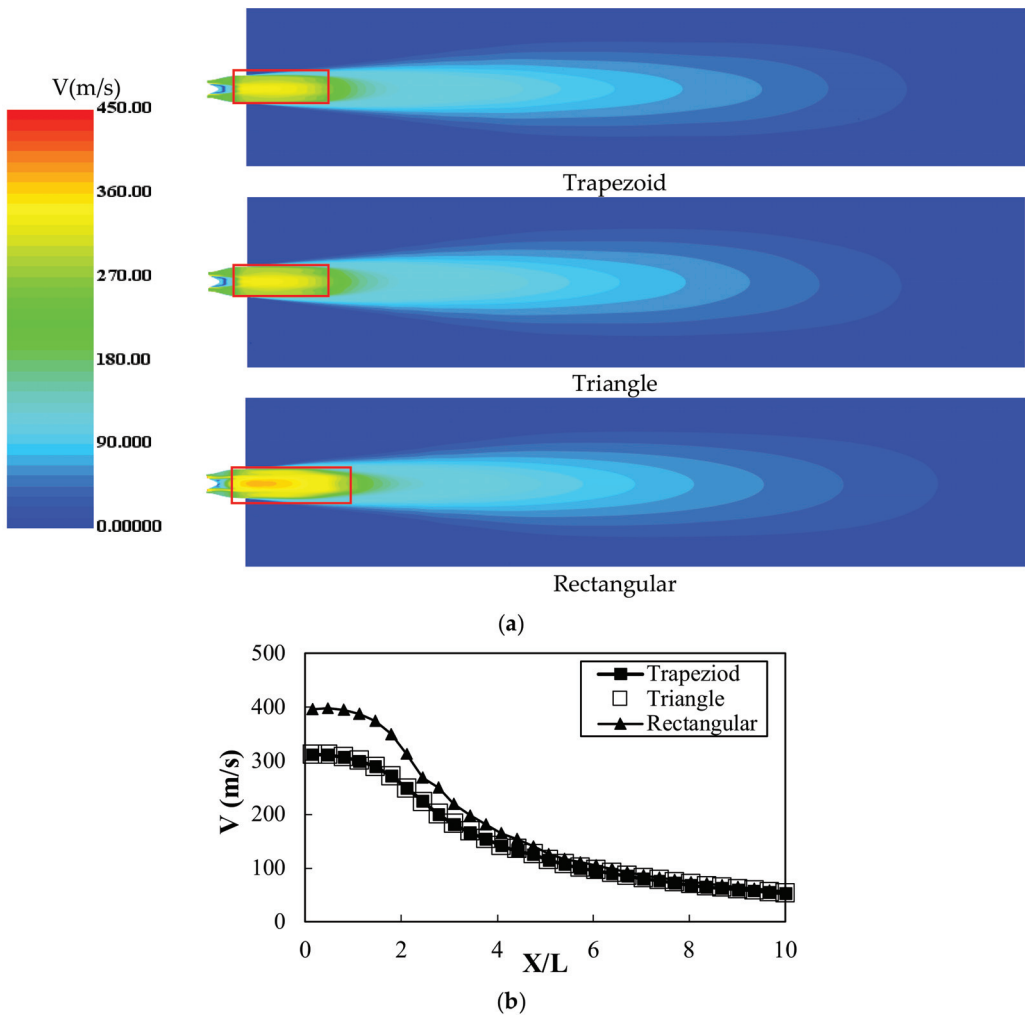 V(m/s)
450.00
360.00
270.00
180.00
90.000
0.00000
Trapezoid
Triangle
Rectangular
(a)
500
400
300
200
100
0
V (m/s)
Trapeziod
Triangle
Rectangular
0 2 4 6 8 10
X/L
(b)